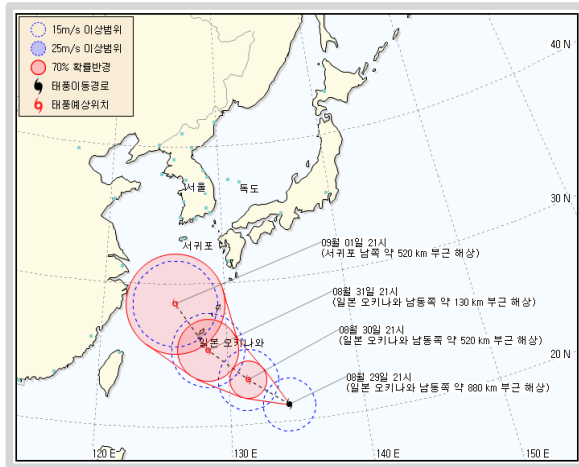 15m/s 이상범위
25m/s 이상범위
70% 확률반경
태풍이동경로
태풍예상위치
40 N
서울
독도
30 N
서귀포
09월 01일 21시
(서귀포 남쪽 약 520 km 부근 해상)
08월 31일 21시
(일본 오키나와 남동쪽 약 130 km 부근 해상)
08월 30일 21시
(일본 오키나와 남동쪽 약 520 km 부근 해상)
일본 오키나와
20 N
08월 29일 21시
(일본 오키나와 남동쪽 약 880 km 부근 해상)
120 E
130 E
140 E
150 E